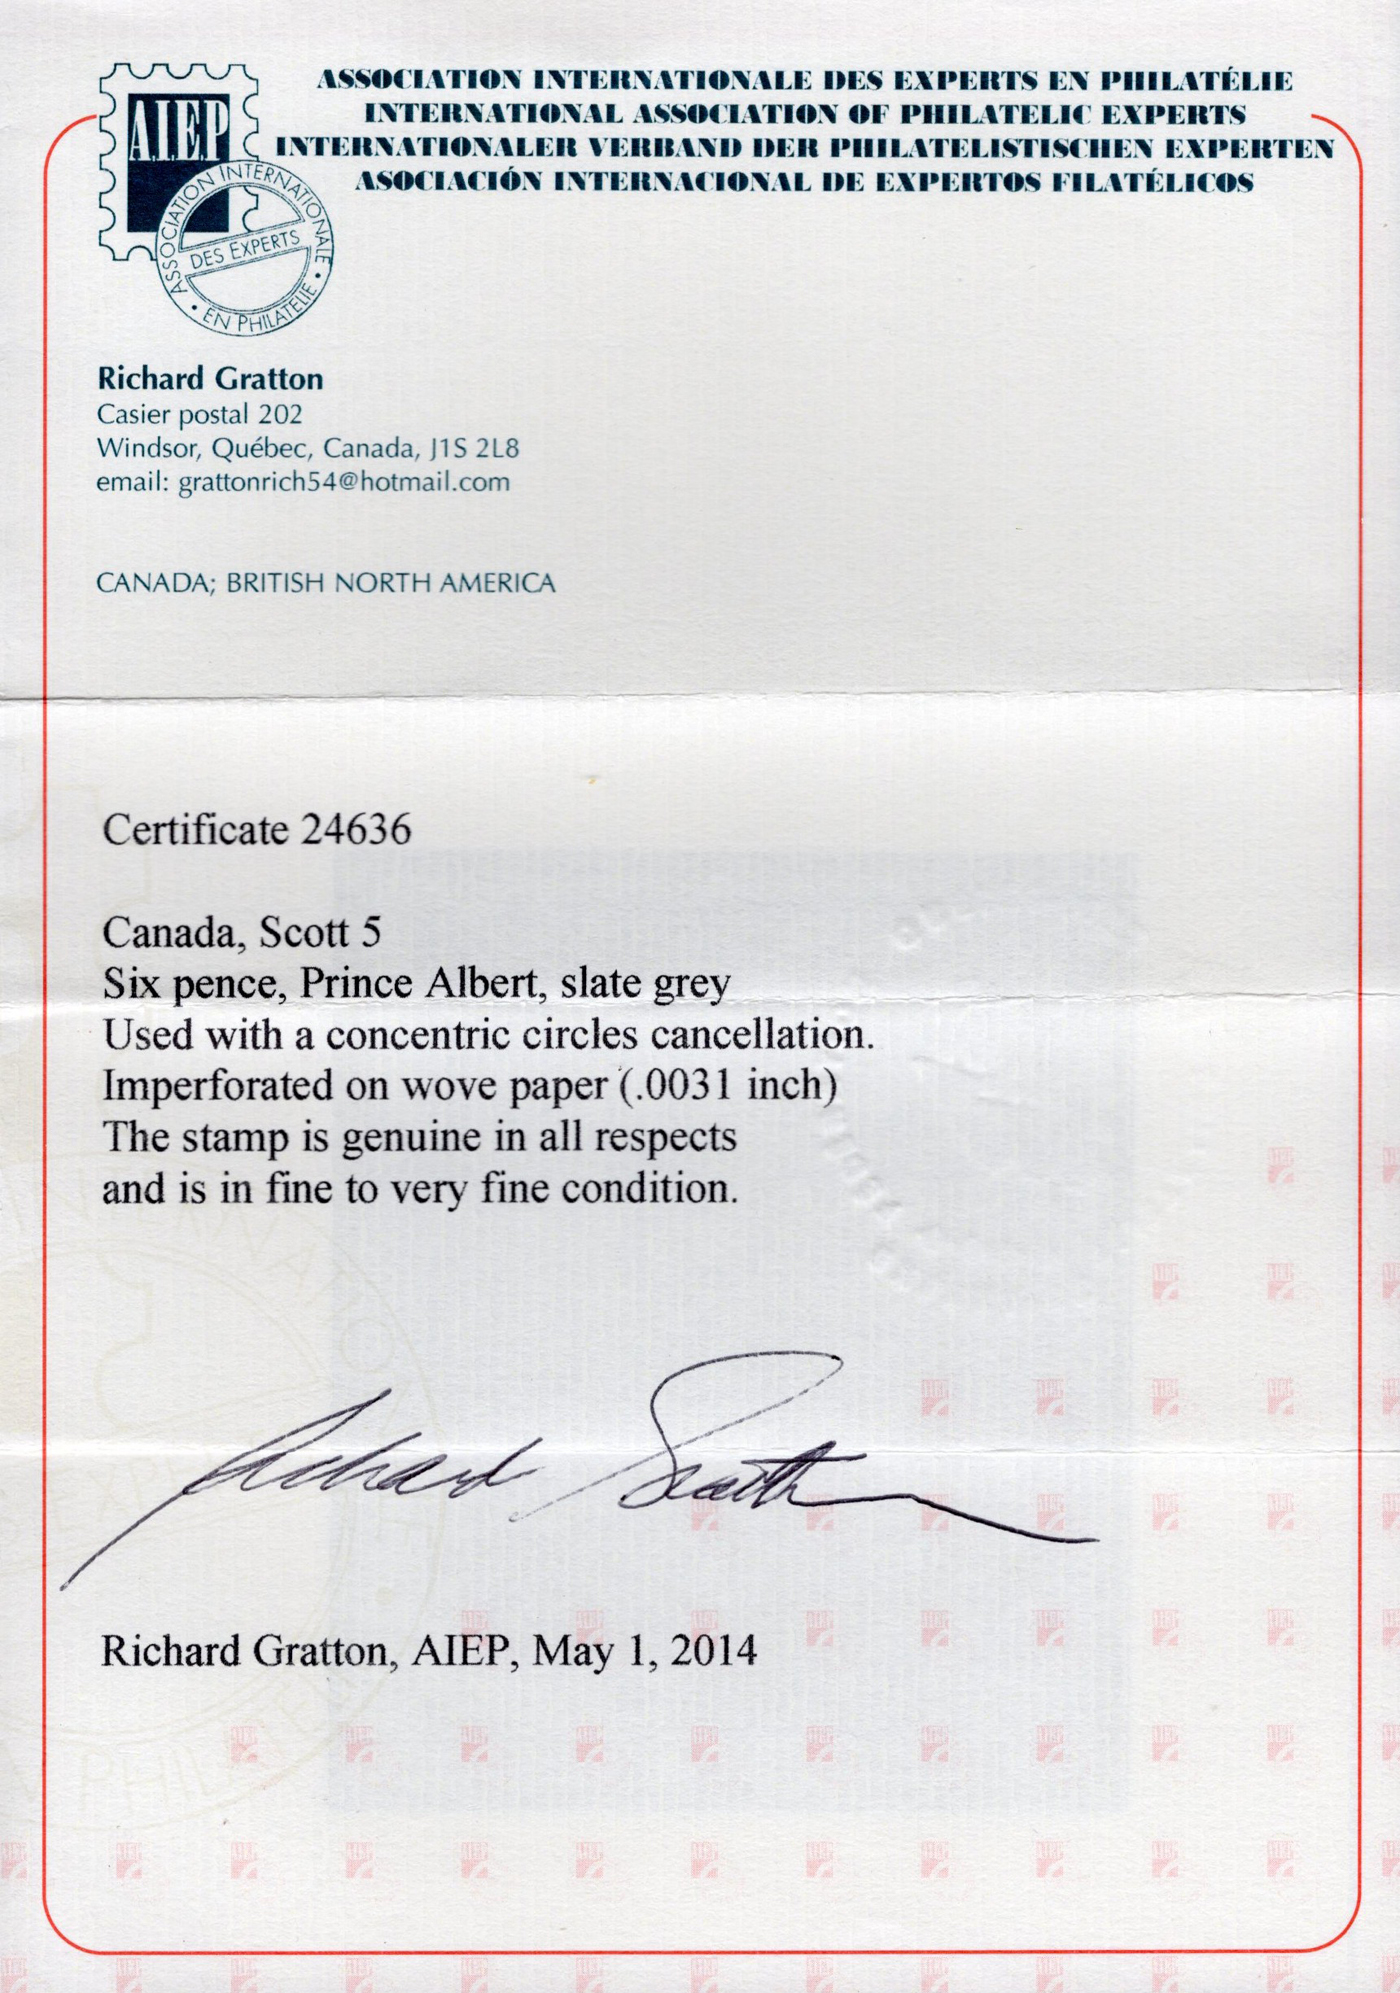 ASSOCIATION INTERNATIONALE DES EXPERTS EN PHILATÉLIE
INTERNATIONAL ASSOCIATION OF PHILATELIC EXPERTS
INTERNATIONALER VERBAND DER PHILATELISTISCHEN EXPERTEN
ASOCIACIÓN INTERNACIONAL DE EXPERTOS FILATÉLICOS
A.I.E.P
ASSOCIATION INTERNATIONALE
DES EXPERTS
• EN PHILATELIE •
Richard Gratton
Casier postal 202
Windsor, Québec, Canada, J1S 2L8
email: grattonrich54@hotmail.com
CANADA; BRITISH NORTH AMERICA
Certificate 24636
Canada, Scott 5
Six pence, Prince Albert, slate grey
Used with a concentric circles cancellation.
Imperforated on wove paper (.0031 inch)
The stamp is genuine in all respects
and is in fine to very fine condition.
Richard Gratton
Richard Gratton, AIEP, May 1, 2014